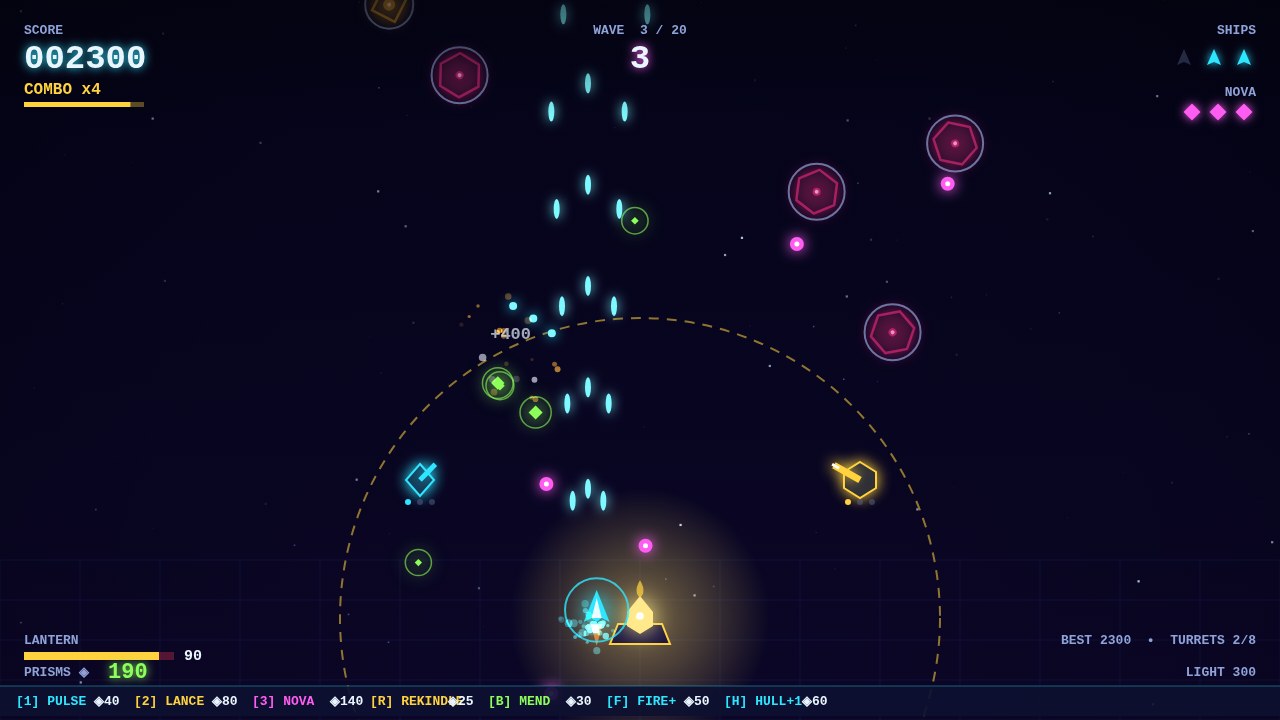 SCORE
002300
COMBO x4
WAVE 3 / 20
3
SHIPS
NOVA
+400
LANTERN
90
PRISMS ◈ 190
BEST 2300 • TURRETS 2/8
LIGHT 300
[1] PULSE ◈40 [2] LANCE ◈80 [3] NOVA ◈140 [R] REKINDLE ◈25 [B] MEND ◈30 [F] FIRE+ ◈50 [H] HULL+1 ◈60